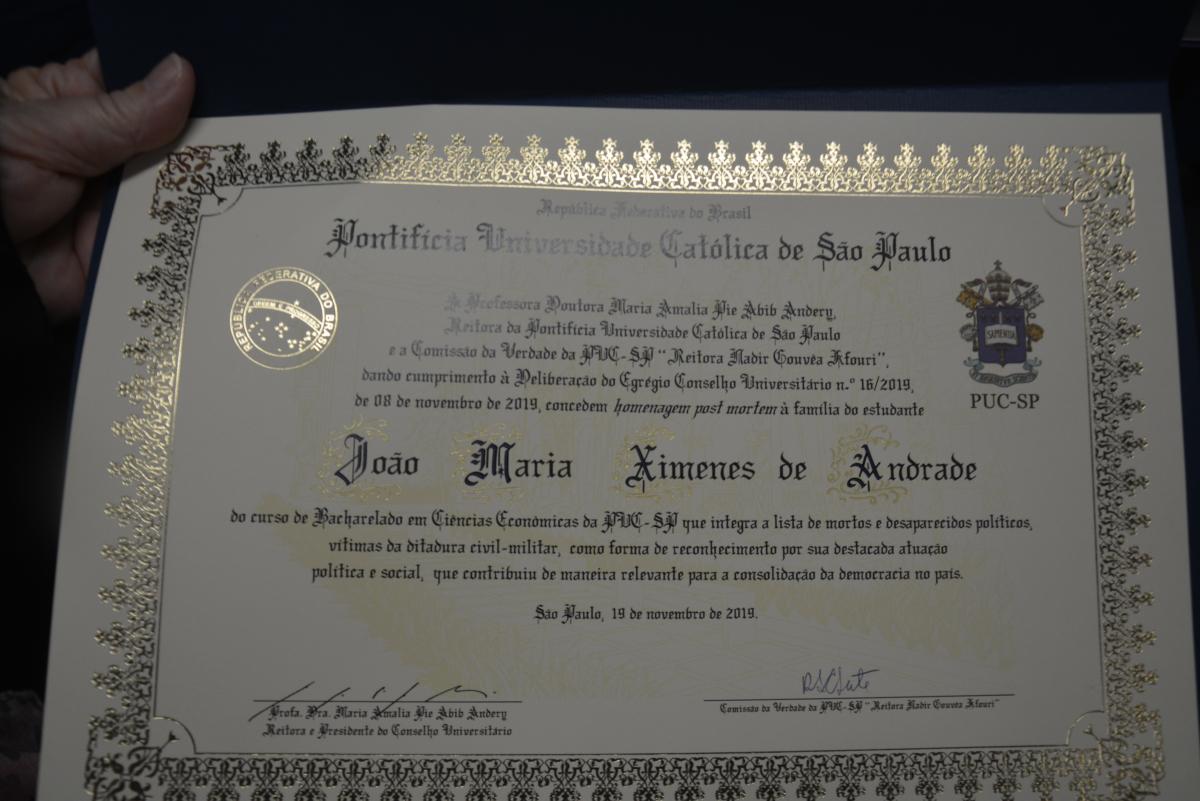 República Federativa do Brasil
Pontifícia Universidade Católica de São Paulo
REPÚBLICA FEDERATIVA DO BRASIL
ORDEM E PROGRESSO
A Professora Doutora Maria Amalia Pie Abib Andery,
Reitora da Pontifícia Universidade Católica de São Paulo
e a Comissão da Verdade da PUC-SP "Reitora Nadir Gouvêa Kfouri",
dando cumprimento à Deliberação do Egrégio Conselho Universitário n.º 16/2019,
de 08 de novembro de 2019, concedem homenagem post mortem à família do estudante
SAPIENTIA
PUC-SP
João Maria Ximenes de Andrade
do curso de Bacharelado em Ciências Econômicas da PUC-SP que integra a lista de mortos e desaparecidos políticos,
vítimas da ditadura civil-militar, como forma de reconhecimento por sua destacada atuação
política e social, que contribuiu de maneira relevante para a consolidação da democracia no país.
São Paulo, 19 de novembro de 2019.
Profa. Dra. Maria Amalia Pie Abib Andery
Reitora e Presidente do Conselho Universitário
Comissão da Verdade da PUC-SP "Reitora Nadir Gouvêa Kfouri"